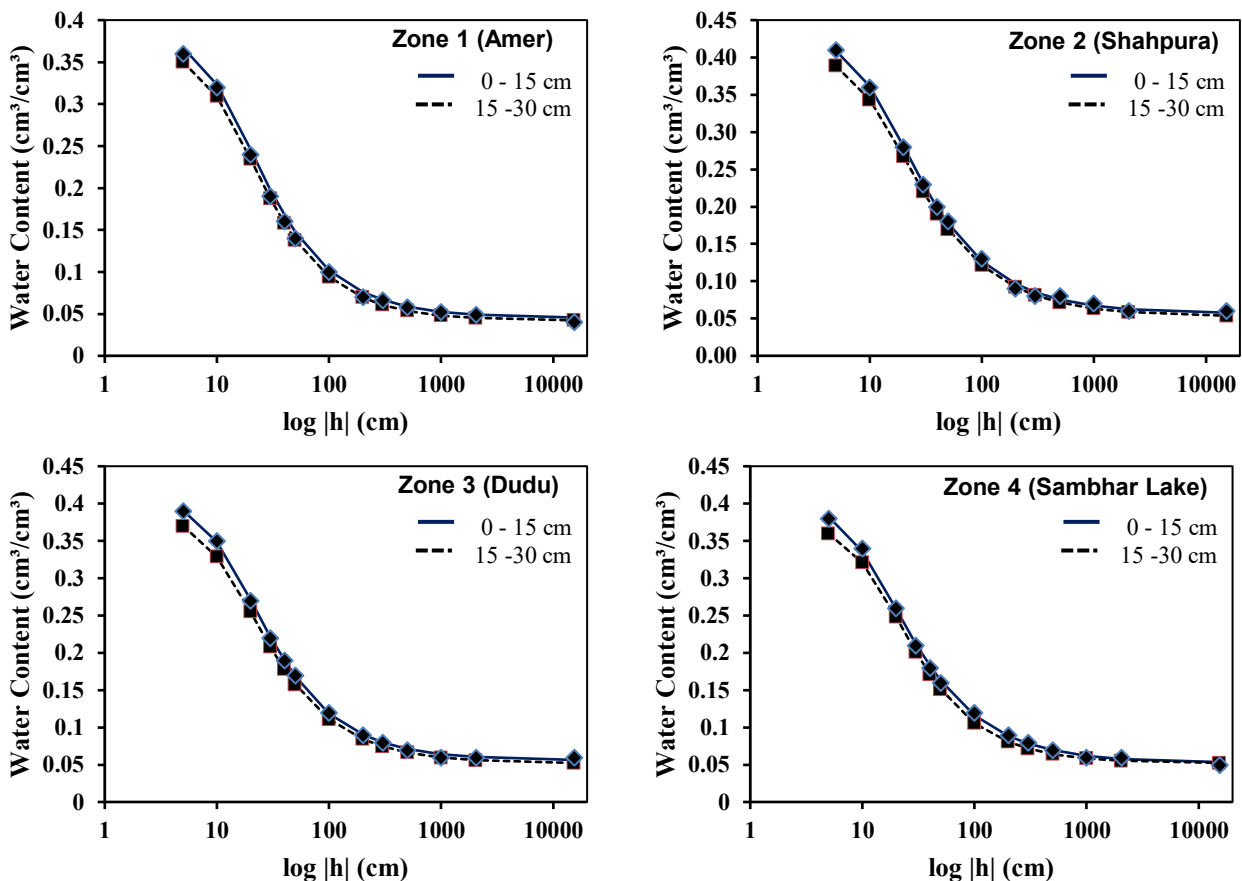 Zone 1 (Amer)
0 - 15 cm
15 -30 cm
Water Content (cm³/cm³)
0.4
0.35
0.3
0.25
0.2
0.15
0.1
0.05
0
1 10 100 1000 10000
log |h| (cm)
Zone 2 (Shahpura)
0 - 15 cm
15 -30 cm
Water Content (cm³/cm³)
0.45
0.40
0.35
0.30
0.25
0.20
0.15
0.10
0.05
0.00
1 10 100 1000 10000
log |h| (cm)
Zone 3 (Dudu)
0 - 15 cm
15 -30 cm
Water Content (cm³/cm³)
0.45
0.4
0.35
0.3
0.25
0.2
0.15
0.1
0.05
0
1 10 100 1000 10000
log |h| (cm)
Zone 4 (Sambhar Lake)
0 - 15 cm
15 -30 cm
Water Content (cm³/cm³)
0.45
0.4
0.35
0.3
0.25
0.2
0.15
0.1
0.05
0
1 10 100 1000 10000
log |h| (cm)